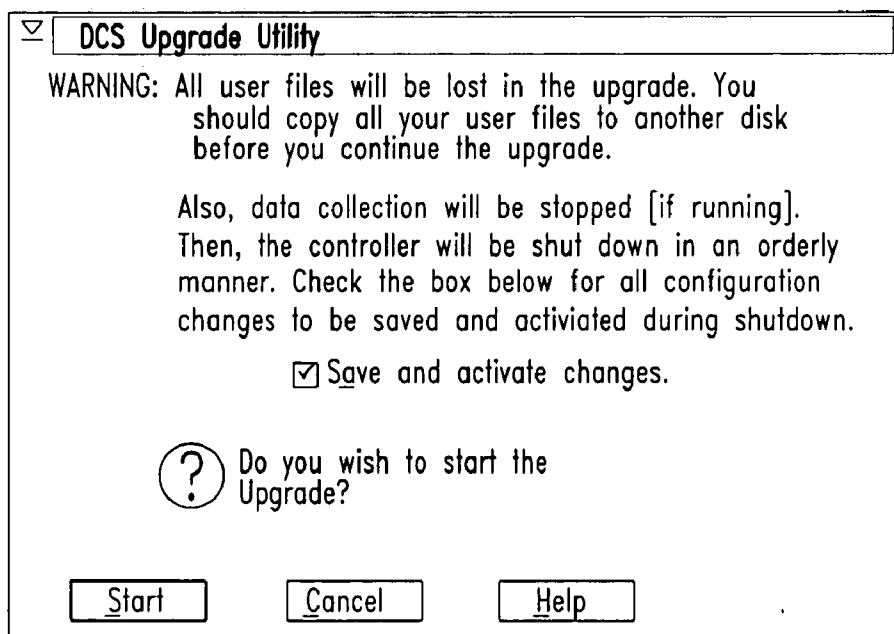 DCS Upgrade Utility
WARNING: All user files will be lost in the upgrade. You
should copy all your user files to another disk
before you continue the upgrade.
Also, data collection will be stopped [if running].
Then, the controller will be shut down in an orderly
manner. Check the box below for all configuration
changes to be saved and activiated during shutdown.
Save and activate changes.
? Do you wish to start the
Upgrade?
Start Cancel Help